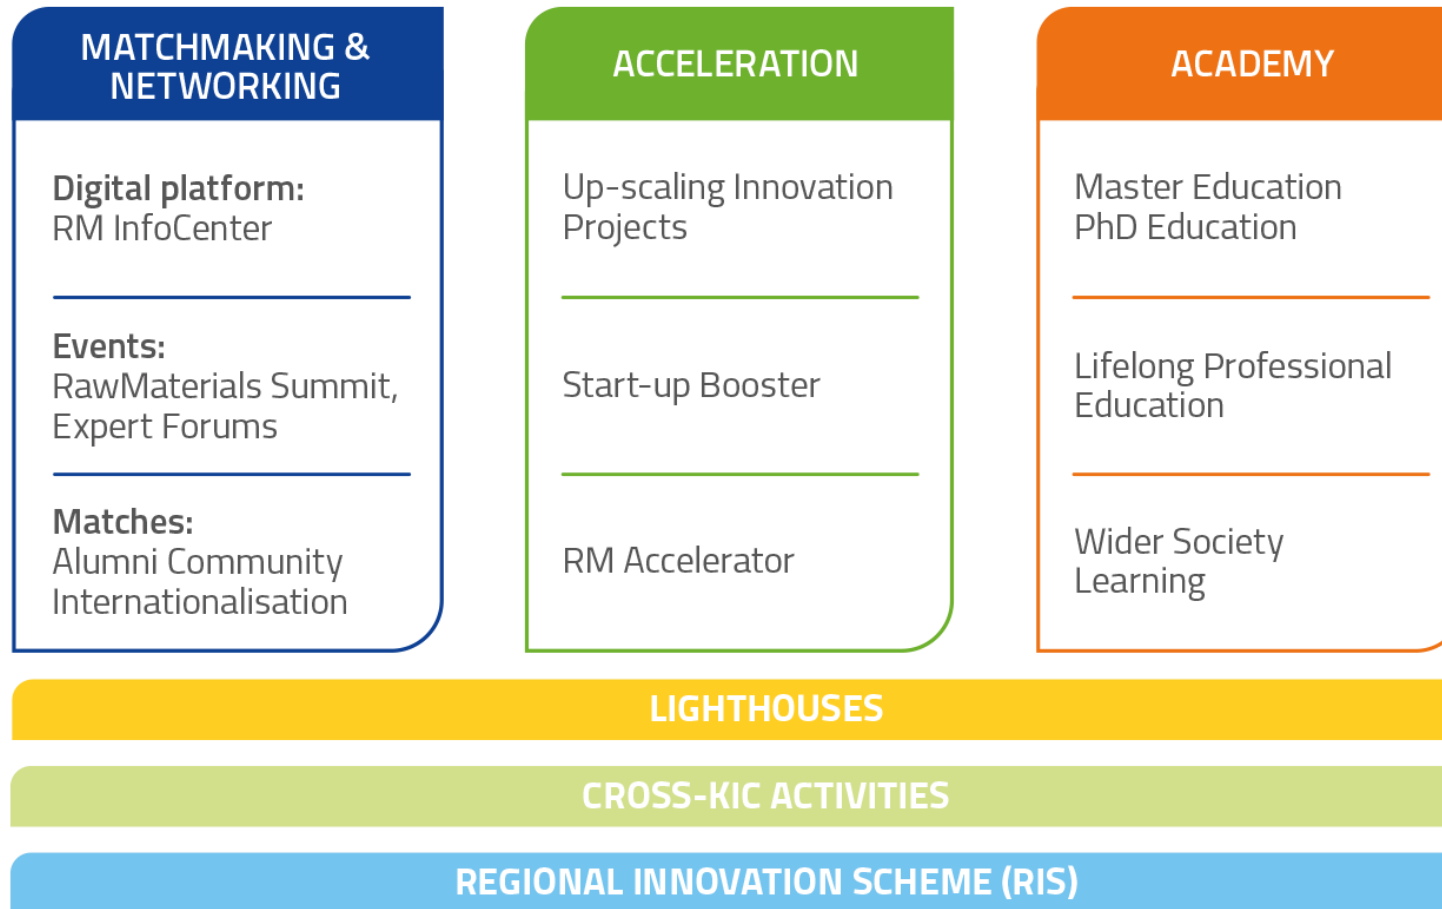 MATCHMAKING &
NETWORKING
Digital platform:
RM InfoCenter
Events:
RawMaterials Summit,
Expert Forums
Matches:
Alumni Community
Internationalisation
ACCELERATION
Up-scaling Innovation
Projects
Start-up Booster
RM Accelerator
ACADEMY
Master Education
PhD Education
Lifelong Professional
Education
Wider Society
Learning
LIGHTHOUSES
CROSS-KIC ACTIVITIES
REGIONAL INNOVATION SCHEME (RIS)